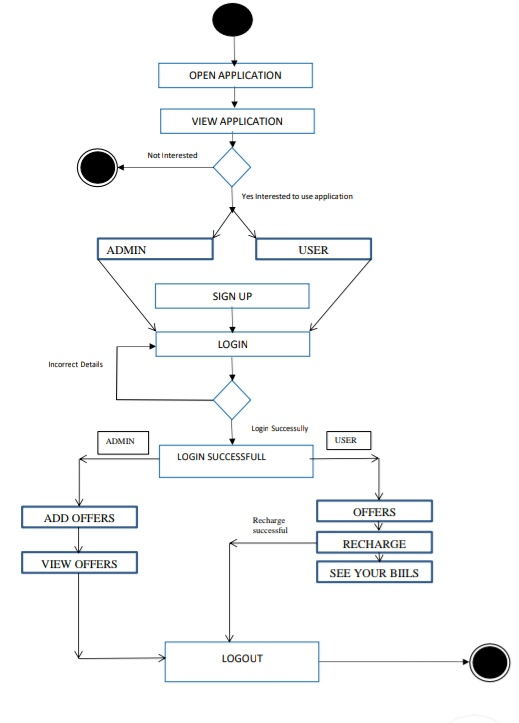 OPEN APPLICATION
VIEW APPLICATION
Not Interested
Yes Interested to use application
ADMIN
USER
SIGN UP
LOGIN
Incorrect Details
Login Successully
ADMIN
USER
LOGIN SUCCESSFULL
ADD OFFERS
OFFERS
Recharge
successful
RECHARGE
VIEW OFFERS
SEE YOUR BIILS
LOGOUT